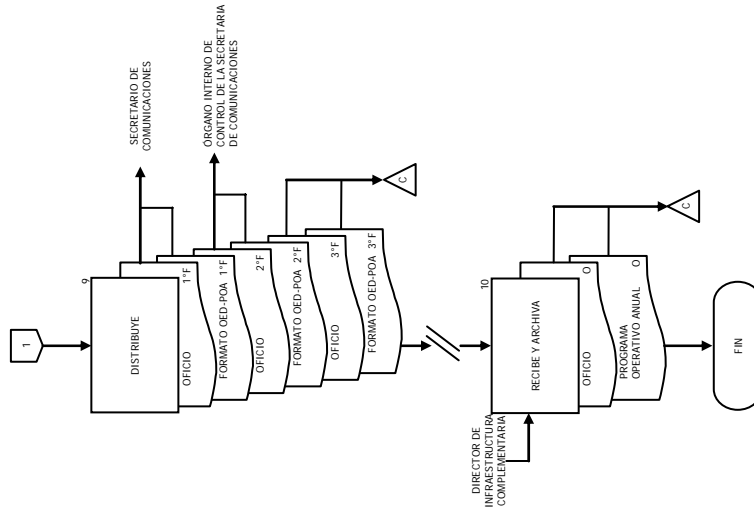 1
9
DISTRIBUYE
SECRETARIO DE
COMUNICACIONES
OFICIO 1°F
FORMATO OED-POA 1°F
ÓRGANO INTERNO DE
CONTROL DE LA SECRETARIA
DE COMUNICACIONES
OFICIO 2°F
FORMATO OED-POA 2°F
OFICIO 3°F
FORMATO OED-POA 3°F
C
10
RECIBE Y ARCHIVA
DIRECTOR DE
INFRAESTRUCTURA
COMPLEMENTARIA
OFICIO O
PROGRAMA
OPERATIVO ANUAL O
C
FIN